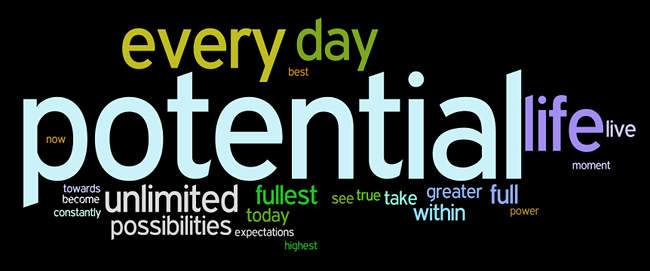 every day
best
potential life live
now
moment
towards unlimited fullest see true take greater full
become
constantly possibilities today within power
expectations
highest